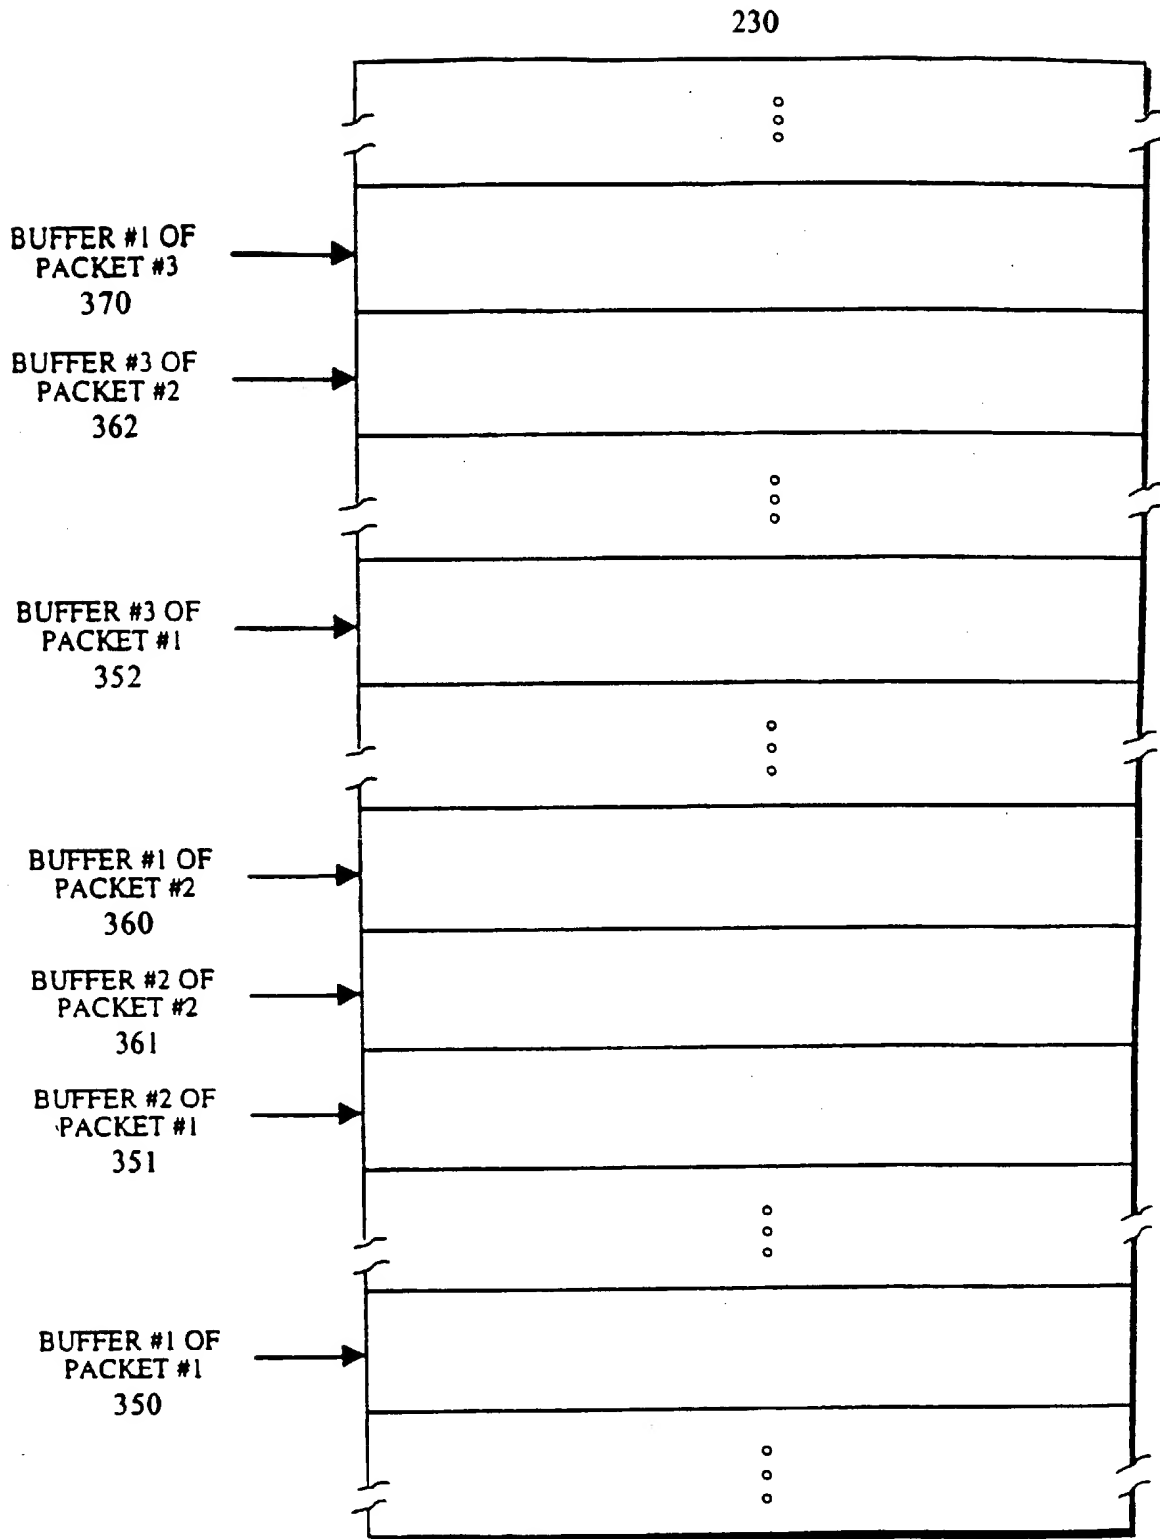 230
BUFFER #1 OF
PACKET #3
370
BUFFER #3 OF
PACKET #2
362
BUFFER #3 OF
PACKET #1
352
BUFFER #1 OF
PACKET #2
360
BUFFER #2 OF
PACKET #2
361
BUFFER #2 OF
PACKET #1
351
BUFFER #1 OF
PACKET #1
350